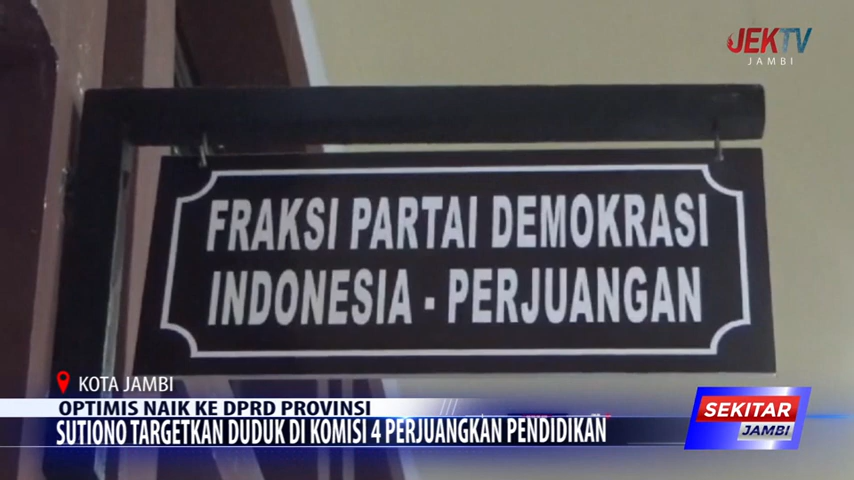 JEKTV
JAMBI
FRAKSI PARTAI DEMOKRASI
INDONESIA - PERJUANGAN
KOTA JAMBI
OPTIMIS NAIK KE DPRD PROVINSI
SUTIONO TARGETKAN DUDUK DI KOMISI 4 PERJUANGKAN PENDIDIKAN
SEKITAR
JAMBI